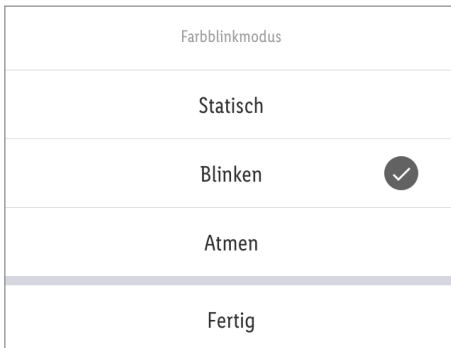 Farbblinkmodus
Statisch
Blinken
Atmen
Fertig